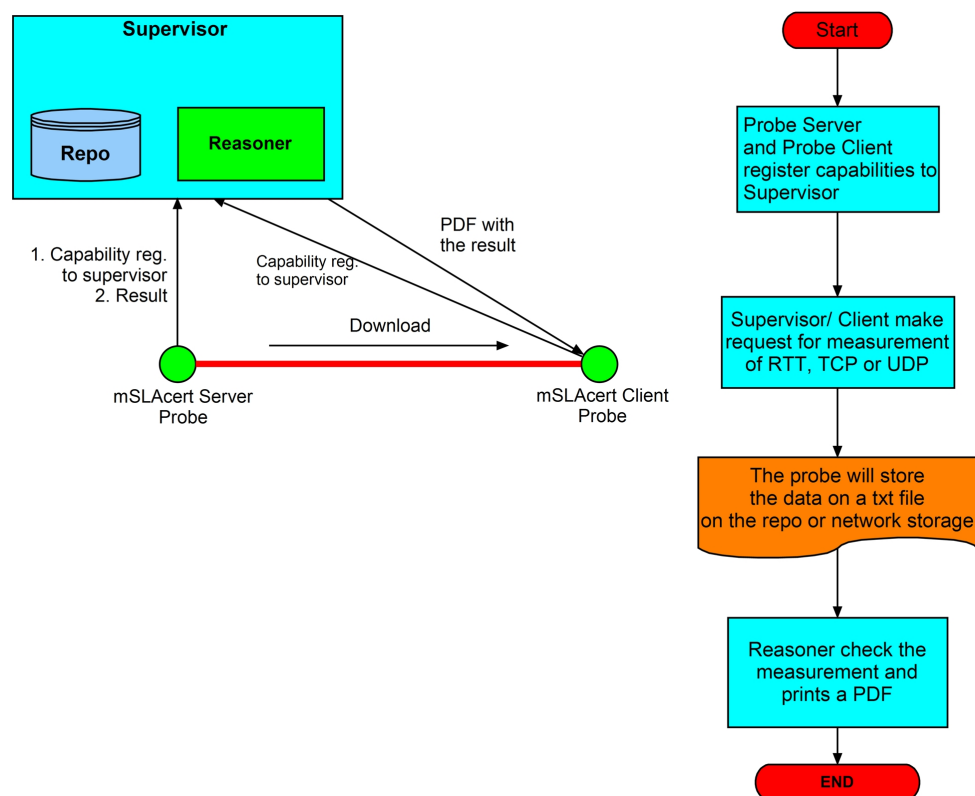 Supervisor
Repo
Reasoner
1. Capability reg.
to supervisor
2. Result
Capability reg.
to supervisor
PDF with
the result
Download
mSLAcert Server
Probe
mSLAcert Client
Probe
Start
Probe Server
and Probe Client
register capabilities to
Supervisor
Supervisor/ Client make
request for measurement
of RTT, TCP or UDP
The probe will store
the data on a txt file
on the repo or network storage
Reasoner check the
measurement and
prints a PDF
END